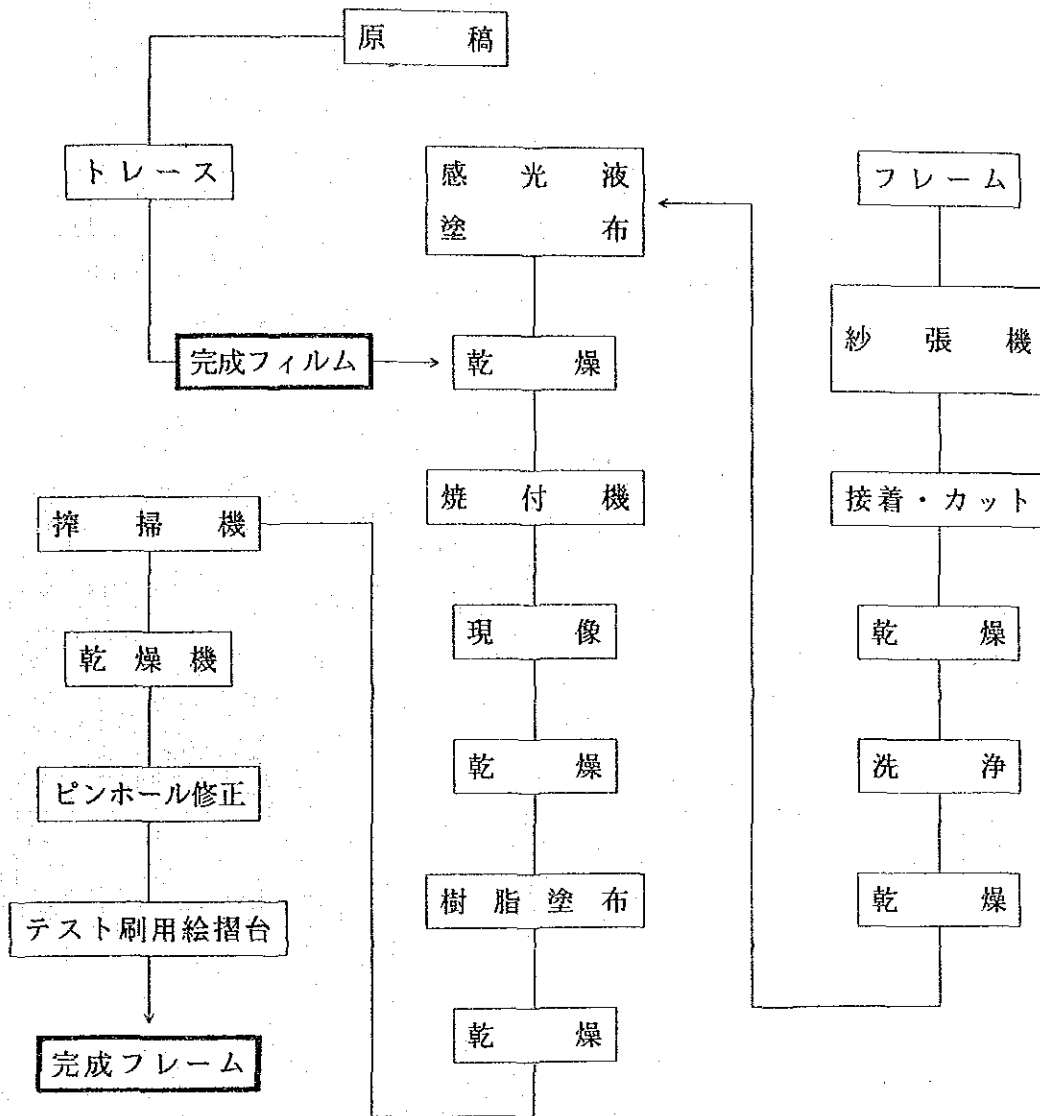 原稿
トレース
完成フィルム
感光液
塗布
乾燥
焼付機
現像
乾燥
樹脂塗布
乾燥
フレーム
紗張機
接着・カット
乾燥
洗浄
乾燥
搾掃機
乾燥機
ピンホール修正
テスト刷用絵摺台
完成フレーム